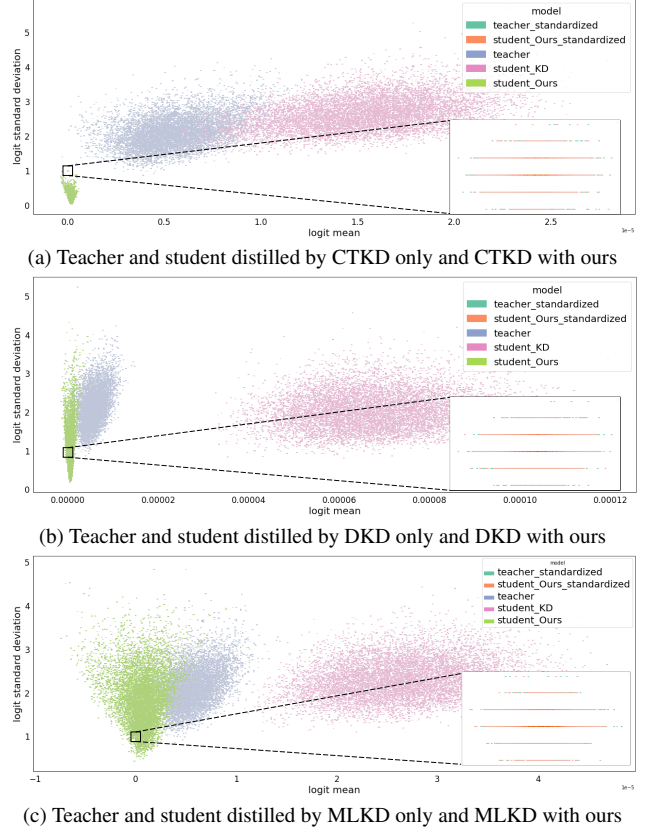 5
4
3
2
1
0
logit standard deviation
model
teacher_standardized
student_Ours_standardized
teacher
student_KD
student_Ours
0.0 0.5 1.0 1.5 2.0 2.5
1e−5
logit mean
(a) Teacher and student distilled by CTKD only and CTKD with ours
5
4
3
2
1
0
logit standard deviation
model
teacher_standardized
student_Ours_standardized
teacher
student_KD
student_Ours
0.00000 0.00002 0.00004 0.00006 0.00008 0.00010 0.00012
logit mean
(b) Teacher and student distilled by DKD only and DKD with ours
5
4
3
2
1
logit standard deviation
model
teacher_standardized
student_Ours_standardized
teacher
student_KD
student_Ours
−1 0 1 2 3 4
1e−5
logit mean
(c) Teacher and student distilled by MLKD only and MLKD with ours